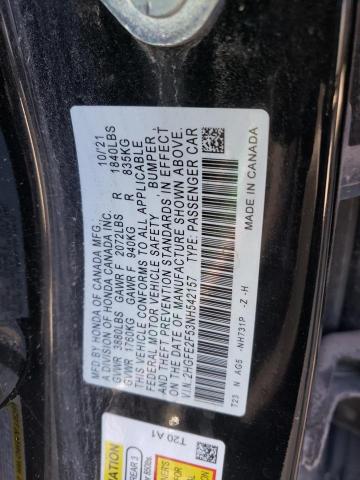 MFD. BY HONDA OF CANADA MFG. 10/'21
A DIVISION OF HONDA CANADA INC.
GVWR 3880LBS GAWR F 2072LBS R 1840LBS
GVWR 1760KG GAWR F 940KG R 835KG
THIS VEHICLE CONFORMS TO ALL APPLICABLE
FEDERAL MOTOR VEHICLE SAFETY BUMPER,
AND THEFT PREVENTION STANDARDS IN EFFECT
ON THE DATE OF MANUFACTURE SHOWN ABOVE.
V.I.N. 2HGFE2F53NH542157 TYPE: PASSENGER CAR
T23 N AG5 -NH731P -Z -H
MADE IN CANADA
T20 A1
REAR 3